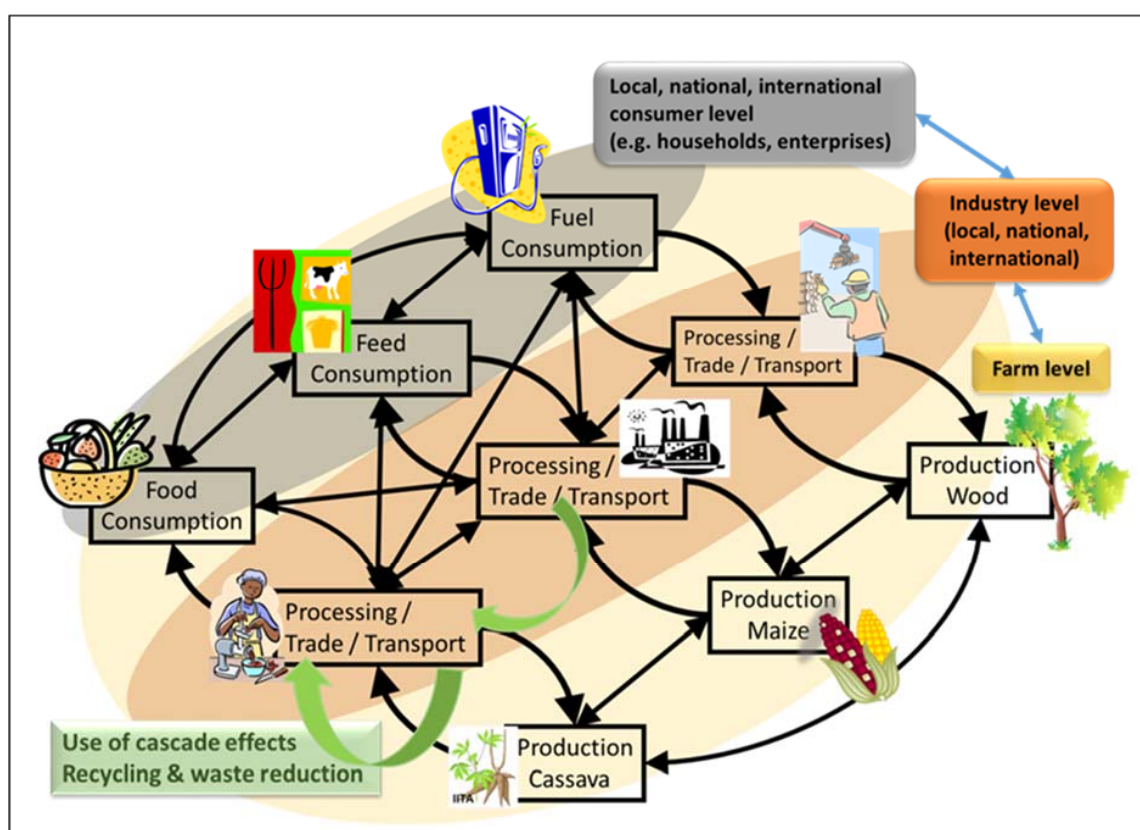 Local, national, international
consumer level
(e.g. households, enterprises)
Industry level
(local, national,
international)
Farm level
Fuel
Consumption
Feed
Consumption
Processing /
Trade / Transport
Food
Consumption
Processing /
Trade / Transport
Production
Wood
Processing /
Trade / Transport
Production
Maize
Use of cascade effects
Recycling & waste reduction
Production
Cassava
IITA